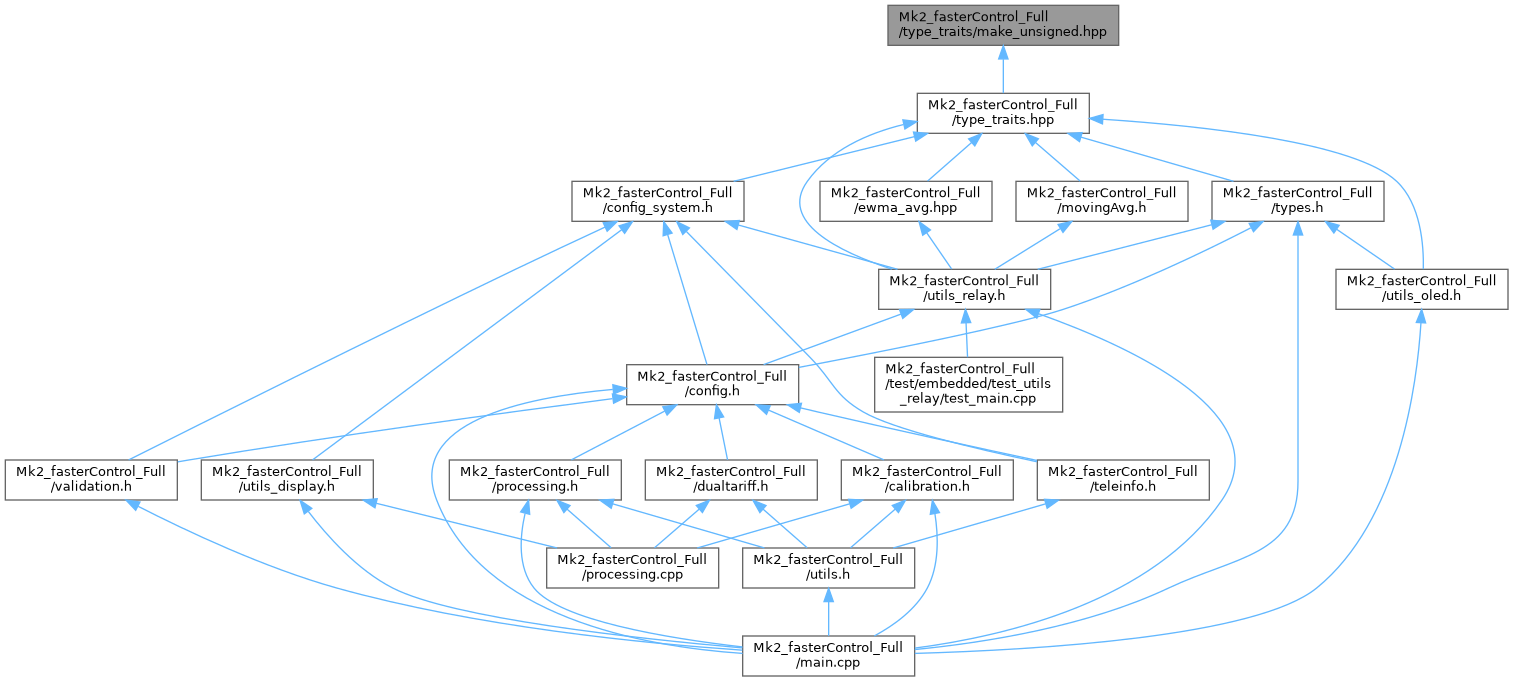 Mk2_fasterControl_Full
/type_traits/make_unsigned.hpp
Mk2_fasterControl_Full
/type_traits.hpp
Mk2_fasterControl_Full
/config_system.h
Mk2_fasterControl_Full
/ewma_avg.hpp
Mk2_fasterControl_Full
/movingAvg.h
Mk2_fasterControl_Full
/types.h
Mk2_fasterControl_Full
/utils_relay.h
Mk2_fasterControl_Full
/utils_oled.h
Mk2_fasterControl_Full
/config.h
Mk2_fasterControl_Full
/test/embedded/test_utils
_relay/test_main.cpp
Mk2_fasterControl_Full
/validation.h
Mk2_fasterControl_Full
/utils_display.h
Mk2_fasterControl_Full
/processing.h
Mk2_fasterControl_Full
/dualtariff.h
Mk2_fasterControl_Full
/calibration.h
Mk2_fasterControl_Full
/teleinfo.h
Mk2_fasterControl_Full
/processing.cpp
Mk2_fasterControl_Full
/utils.h
Mk2_fasterControl_Full
/main.cpp